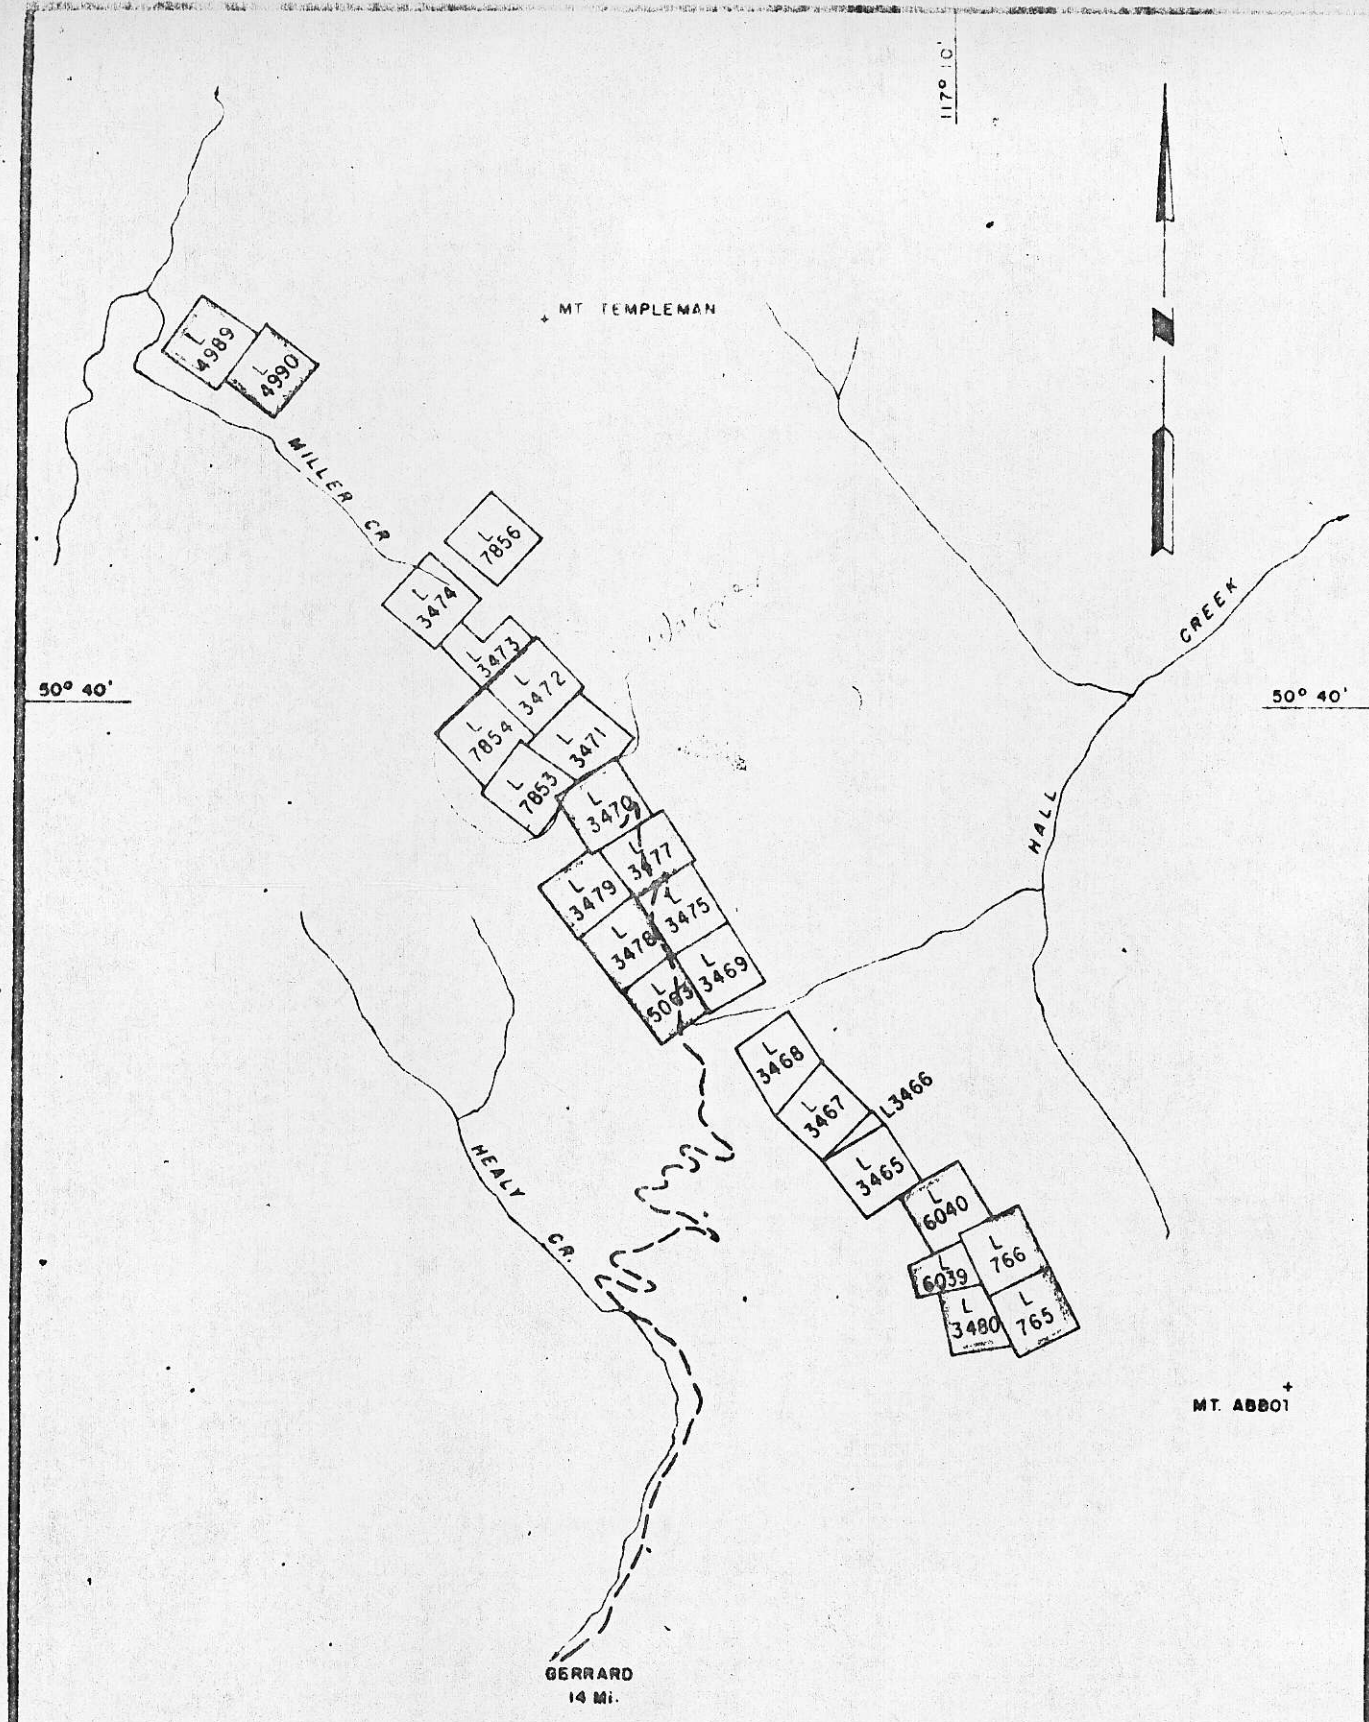 117° 10'
MT TEMPLEMAN
N
L
4989
L
4990
MILLER CR
L
7856
L
3474
L
3473
L
3472
50° 40'
50° 40'
CREEK
L
7854
L
3471
L
7853
L
3470
HALL
L
3477
L
3479
L
3475
L
3478
L
3469
L
5063
L
3468
L
3467
L3466
L
3465
HEALY CR.
L
6040
L
766
L
6039
L
3480
L
765
MT. ABBOT
GERRARD
14 Mi.